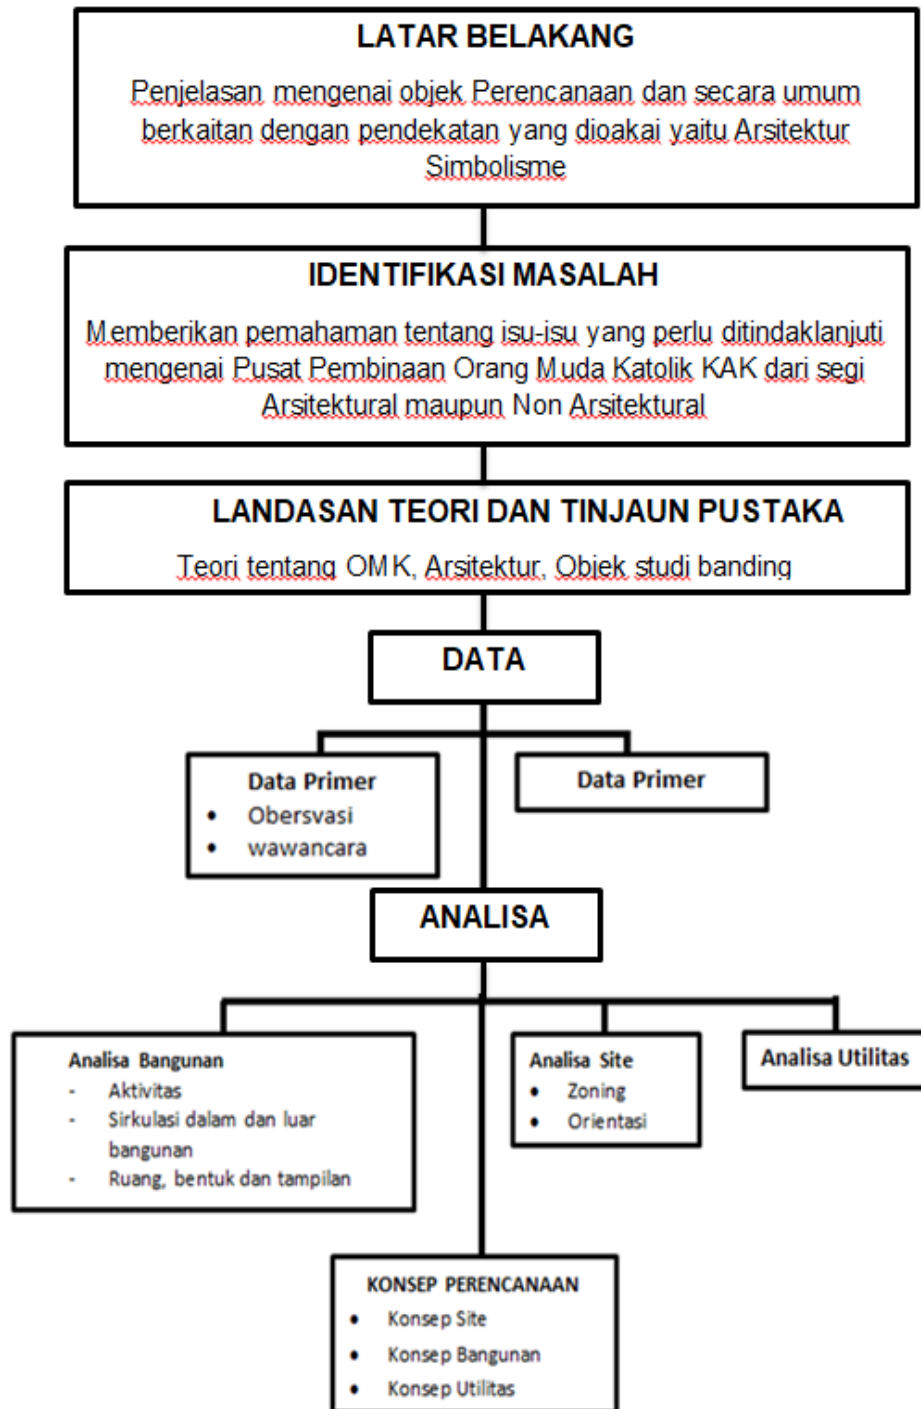 LATAR BELAKANG
Penjelasan mengenai objek Perencanaan dan secara umum
berkaitan dengan pendekatan yang dioakai yaitu Arsitektur
Simbolisme
IDENTIFIKASI MASALAH
Memberikan pemahaman tentang isu-isu yang perlu ditindaklanjuti
mengenai Pusat Pembinaan Orang Muda Katolik KAK dari segi
Arsitektural maupun Non Arsitektural
LANDASAN TEORI DAN TINJAUN PUSTAKA
Teori tentang OMK, Arsitektur, Objek studi banding
DATA
Data Primer
• Obersvasi
• wawancara
Data Primer
ANALISA
Analisa Bangunan
- Aktivitas
- Sirkulasi dalam dan luar
bangunan
- Ruang, bentuk dan tampilan
Analisa Site
• Zoning
• Orientasi
Analisa Utilitas
KONSEP PERENCANAAN
• Konsep Site
• Konsep Bangunan
• Konsep Utilitas